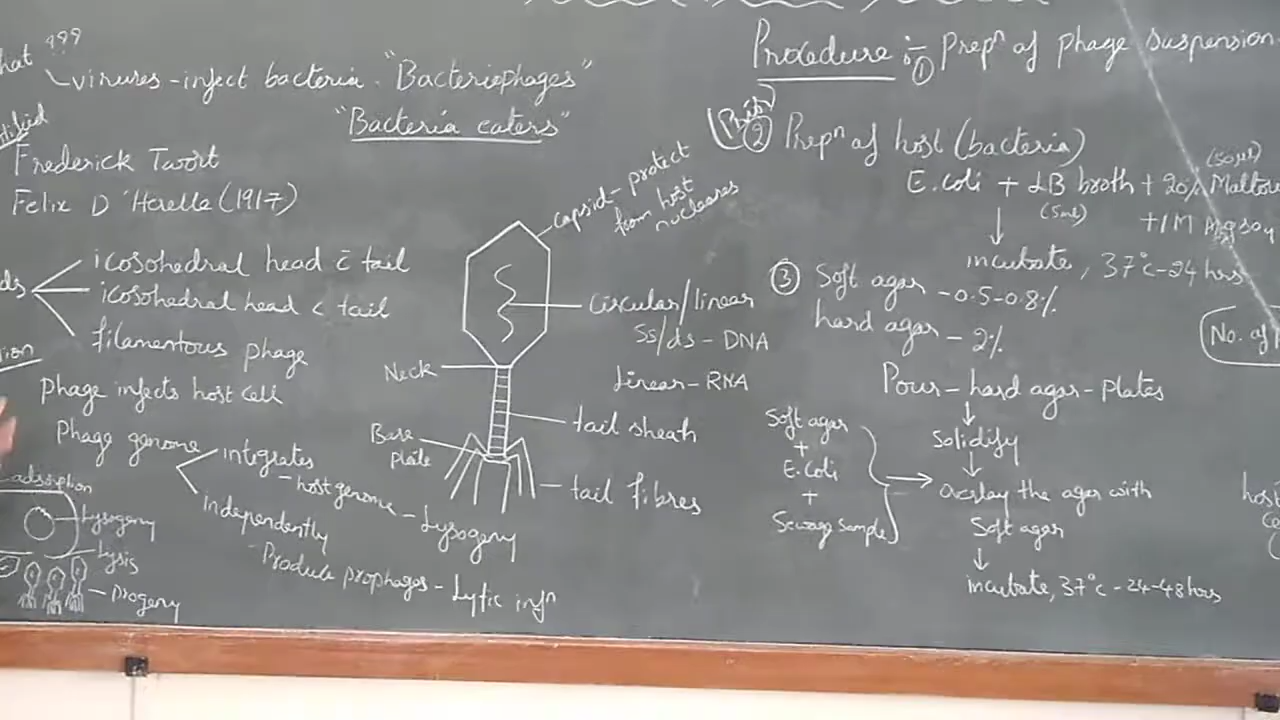 ???
viruses - inject bacteria - "Bacteriophages"
"Bacteria eaters"
Frederick Twort
Felix D'Herelle (1917)
icosohedral head c̄ tail
icosohedral head c tail
filamentous phage
Phage infects host cell
Phage genome
integrates
- host genome - Lysogeny
Independently
Produce prophages - Lytic infⁿ
adsorption
Lysogeny
Lysis
progeny
capsid - protect
from host
nucleases
circular/linear
ss/ds - DNA
Linear - RNA
Neck
tail sheath
Base
plate
tail fibres
Procedure :- ① Prepⁿ of phage suspension
② Prepⁿ of host (bacteria)
E.coli + LB broth + 20% Maltose
(5ml)
(50μl)
+ 1M
incubate, 37°c - 24 hrs
③ Soft agar - 0.5-0.8%
hard agar - 2%
Pour - hard agar - plates
Solidify
Soft agar
+
E.Coli
+
Sewage sample
Overlay the agar with
Soft agar
incubate, 37°c - 24-48 hrs
No. of